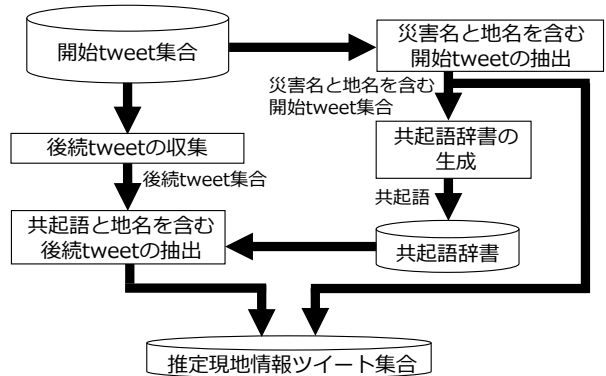 開始tweet集合
災害名と地名を含む
開始tweetの抽出
災害名と地名を含む
開始tweet集合
後続tweetの収集
共起語辞書の
生成
後続tweet集合
共起語
共起語と地名を含む
後続tweetの抽出
共起語辞書
推定現地情報ツイート集合